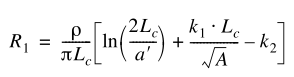 R₁ = ρ/(πL_c) [ln(2L_c/a′) + (k₁ · L_c)/√A − k₂]